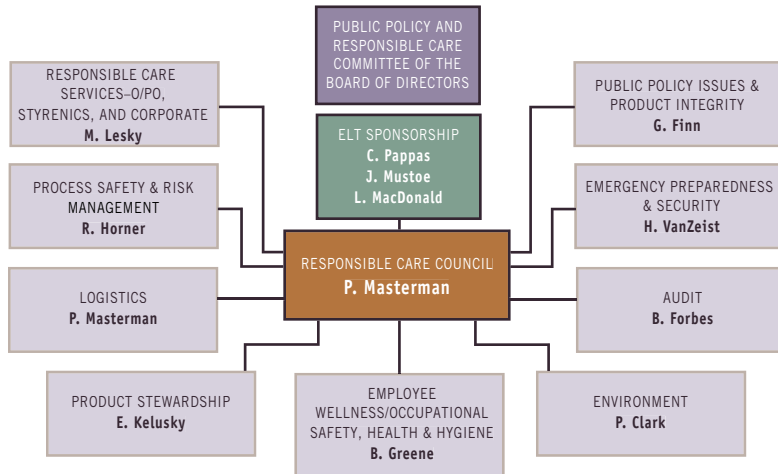 PUBLIC POLICY AND
RESPONSIBLE CARE
COMMITTEE OF THE
BOARD OF DIRECTORS
RESPONSIBLE CARE
SERVICES–O/PO,
STYRENICS, AND CORPORATE
M. Lesky
PUBLIC POLICY ISSUES &
PRODUCT INTEGRITY
G. Finn
ELT SPONSORSHIP
C. Pappas
J. Mustoe
L. MacDonald
PROCESS SAFETY & RISK
MANAGEMENT
R. Horner
EMERGENCY PREPAREDNESS
& SECURITY
H. VanZeist
RESPONSIBLE CARE COUNCIL
P. Masterman
LOGISTICS
P. Masterman
AUDIT
B. Forbes
PRODUCT STEWARDSHIP
E. Kelusky
EMPLOYEE
WELLNESS/OCCUPATIONAL
SAFETY, HEALTH & HYGIENE
B. Greene
ENVIRONMENT
P. Clark